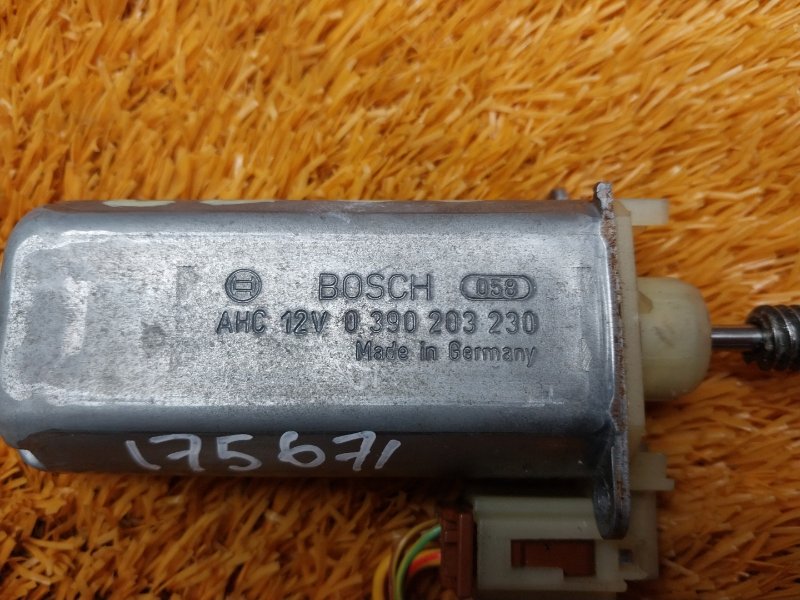 BOSCH 058
AHC 12V 0 390 203 230
Made in Germany
175671